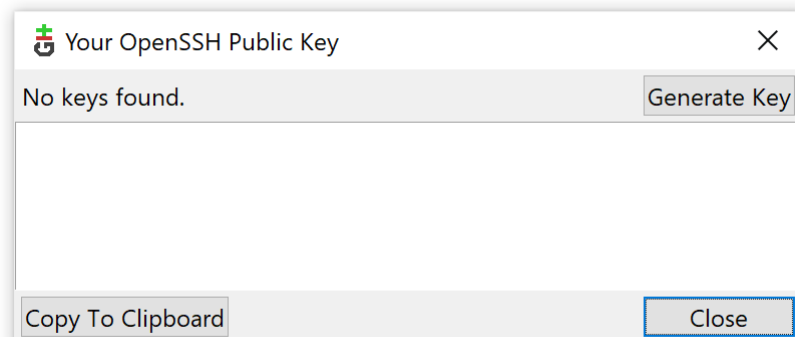 Your OpenSSH Public Key
No keys found.
Generate Key
Copy To Clipboard
Close